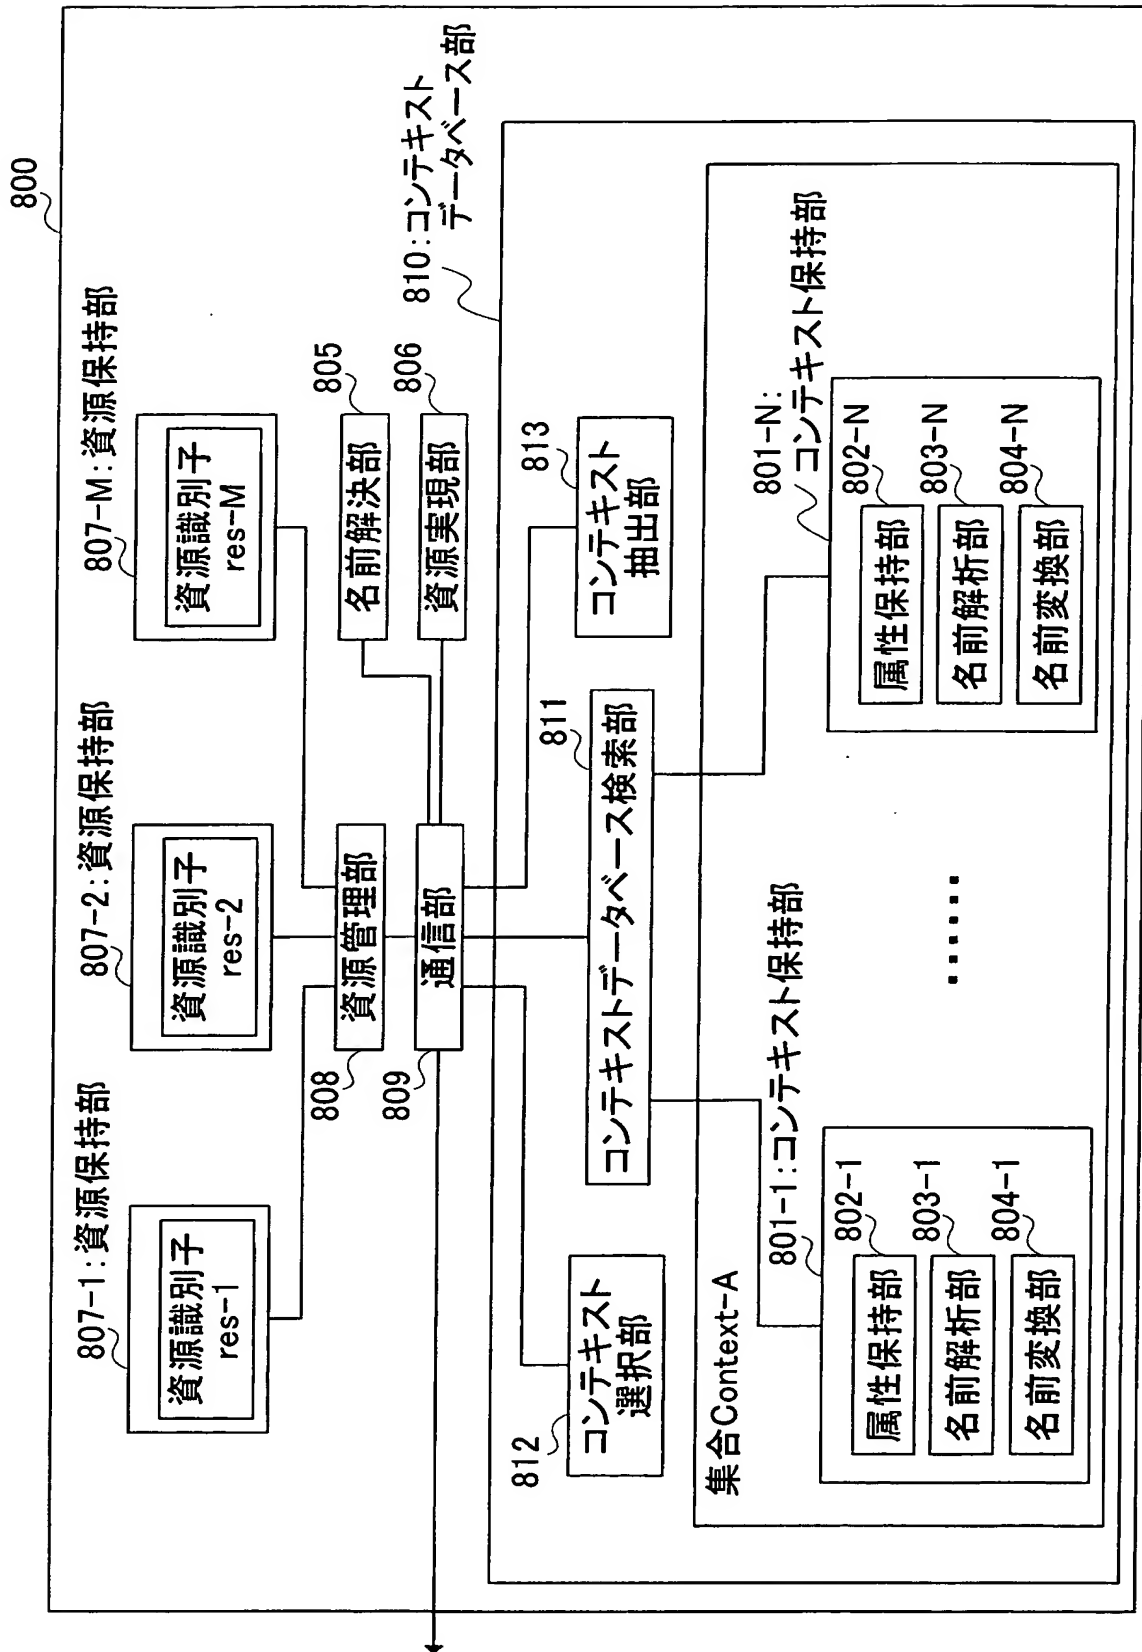 800
807-1:資源保持部
資源識別子
res-1
807-2:資源保持部
資源識別子
res-2
807-M:資源保持部
資源識別子
res-M
808
資源管理部
名前解決部
805
809
通信部
資源実現部
806
810:コンテキスト
データベース部
812
コンテキスト
選択部
811
コンテキストデータベース検索部
813
コンテキスト
抽出部
集合Context-A
801-1:コンテキスト保持部
802-1
属性保持部
803-1
名前解析部
804-1
名前変換部
......
801-N:
コンテキスト保持部
802-N
属性保持部
803-N
名前解析部
804-N
名前変換部